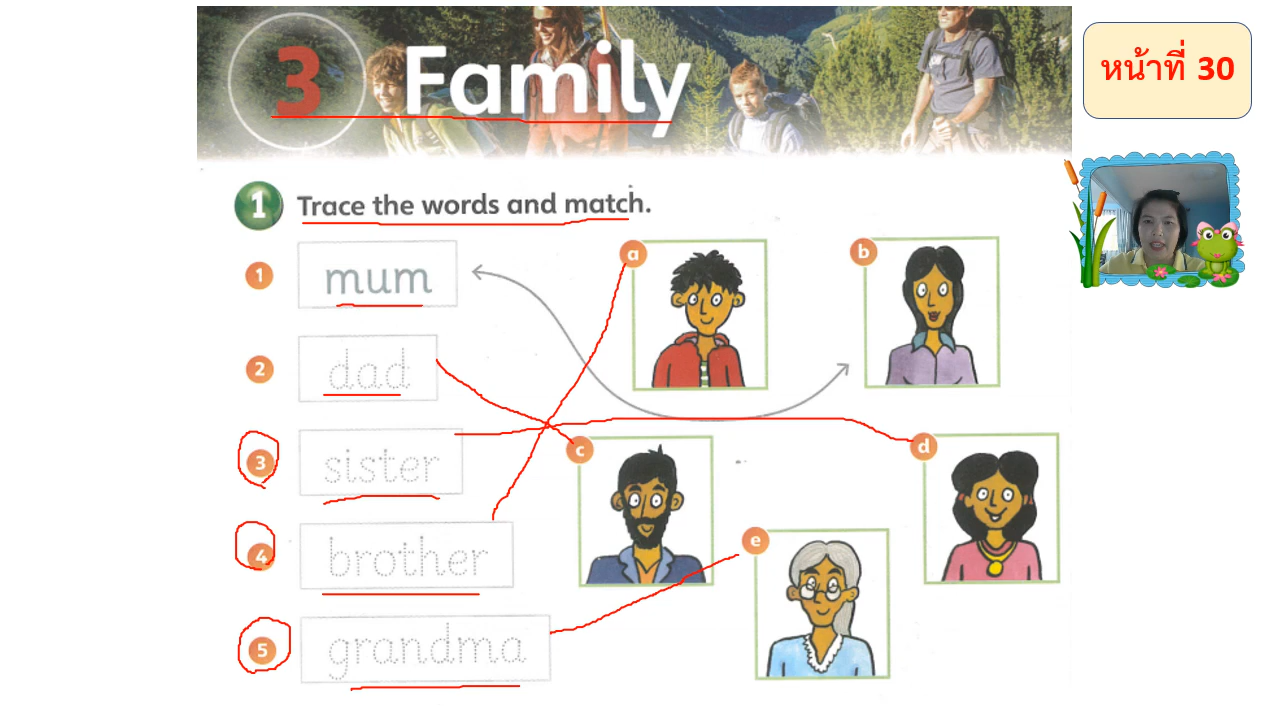 3 Family
หน้าที่ 30
1 Trace the words and match.
1 mum
2 dad
3 sister
4 brother
5 grandma
a
b
c
d
e